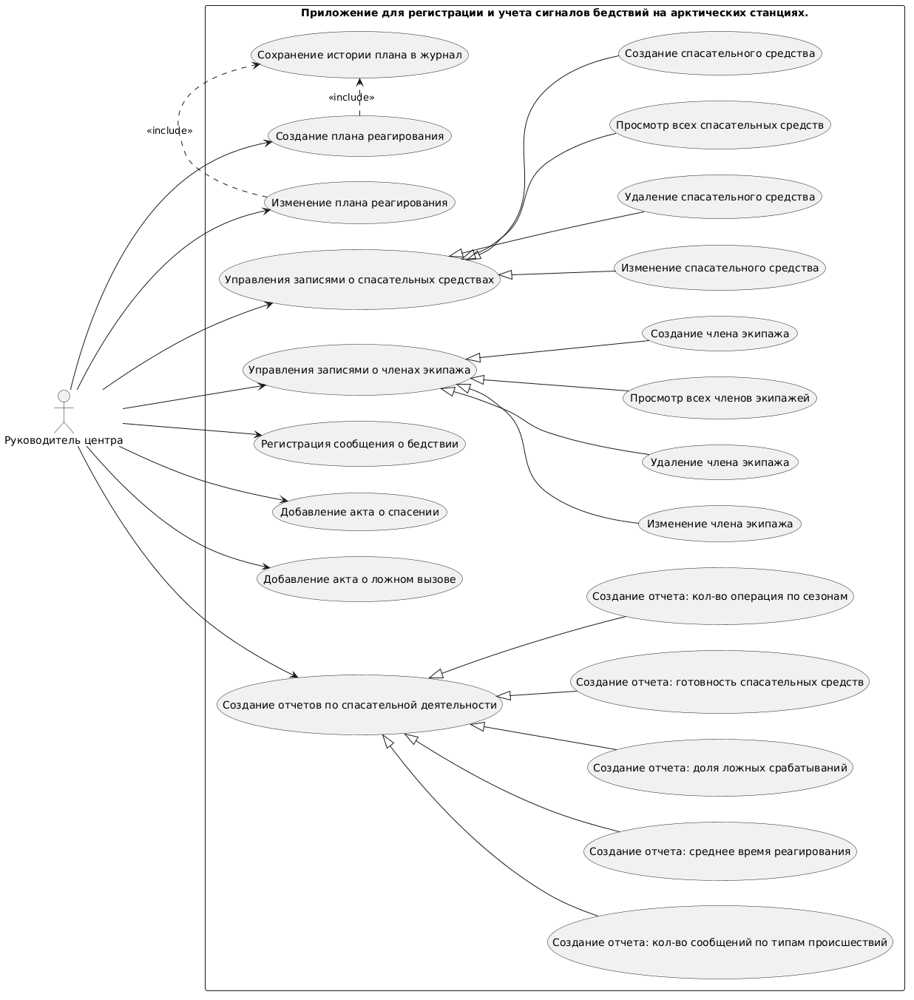 Приложение для регистрации и учета сигналов бедствий на арктических станциях.
Сохранение истории плана в журнал
«include»
Создание плана реагирования
«include»
Изменение плана реагирования
Управления записями о спасательных средствах
Создание спасательного средства
Просмотр всех спасательных средств
Удаление спасательного средства
Изменение спасательного средства
Управления записями о членах экипажа
Создание члена экипажа
Просмотр всех членов экипажей
Удаление члена экипажа
Изменение члена экипажа
Руководитель центра
Регистрация сообщения о бедствии
Добавление акта о спасении
Добавление акта о ложном вызове
Создание отчетов по спасательной деятельности
Создание отчета: кол-во операция по сезонам
Создание отчета: готовность спасательных средств
Создание отчета: доля ложных срабатываний
Создание отчета: среднее время реагирования
Создание отчета: кол-во сообщений по типам происшествий